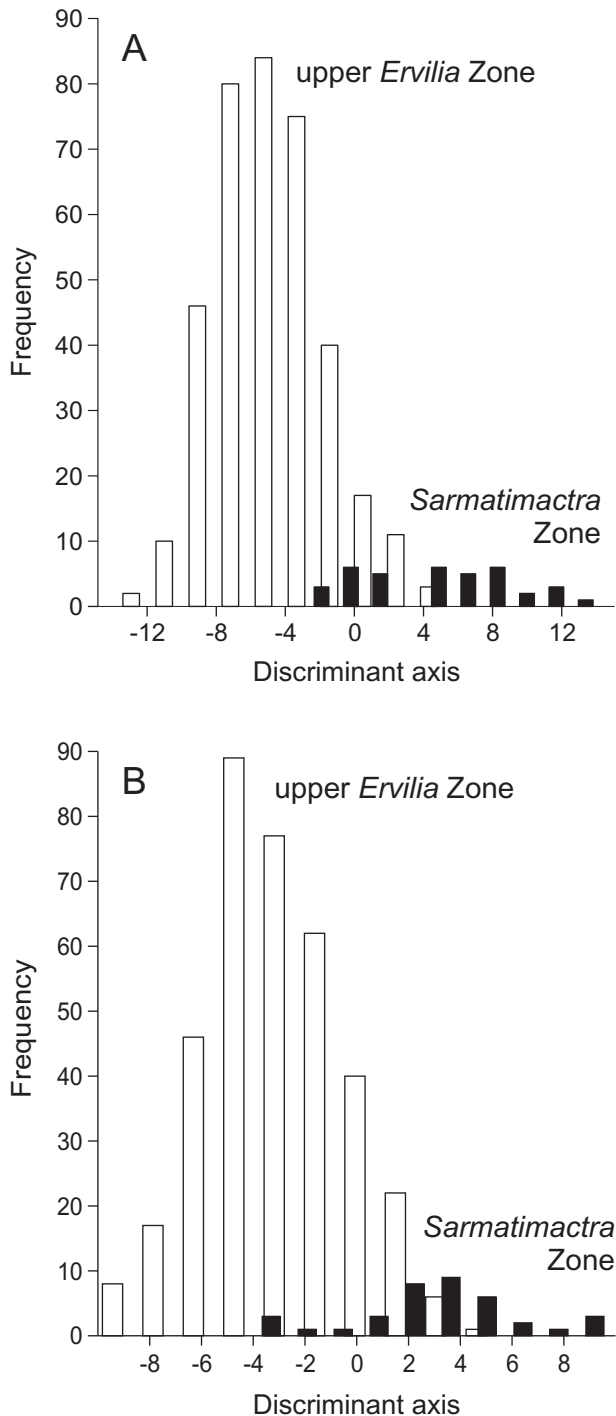 A
upper Ervilia Zone
90
80
70
60
50
40
30
20
10
0
Frequency
Sarmatimactra
Zone
-12 -8 -4 0 4 8 12
Discriminant axis
B
upper Ervilia Zone
90
80
70
60
50
40
30
20
10
0
Frequency
Sarmatimactra
Zone
-8 -6 -4 -2 0 2 4 6 8
Discriminant axis